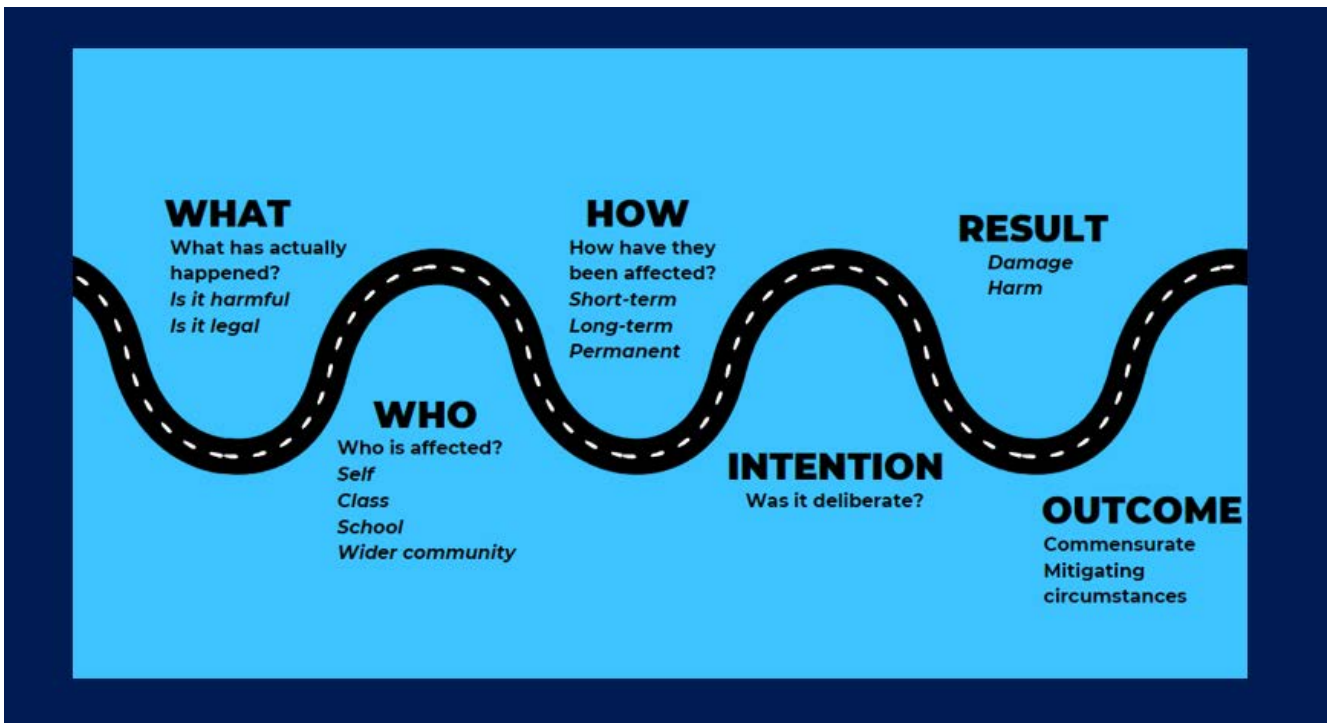 WHAT
What has actually
happened?
Is it harmful
Is it legal
WHO
Who is affected?
Self
Class
School
Wider community
HOW
How have they
been affected?
Short-term
Long-term
Permanent
INTENTION
Was it deliberate?
RESULT
Damage
Harm
OUTCOME
Commensurate
Mitigating
circumstances